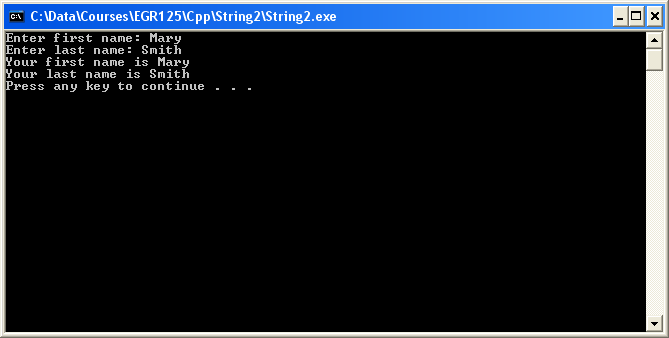 C:\Data\Courses\EGR125\Cpp\String2\String2.exe
Enter first name: Mary
Enter last name: Smith
Your first name is Mary
Your last name is Smith
Press any key to continue . . .